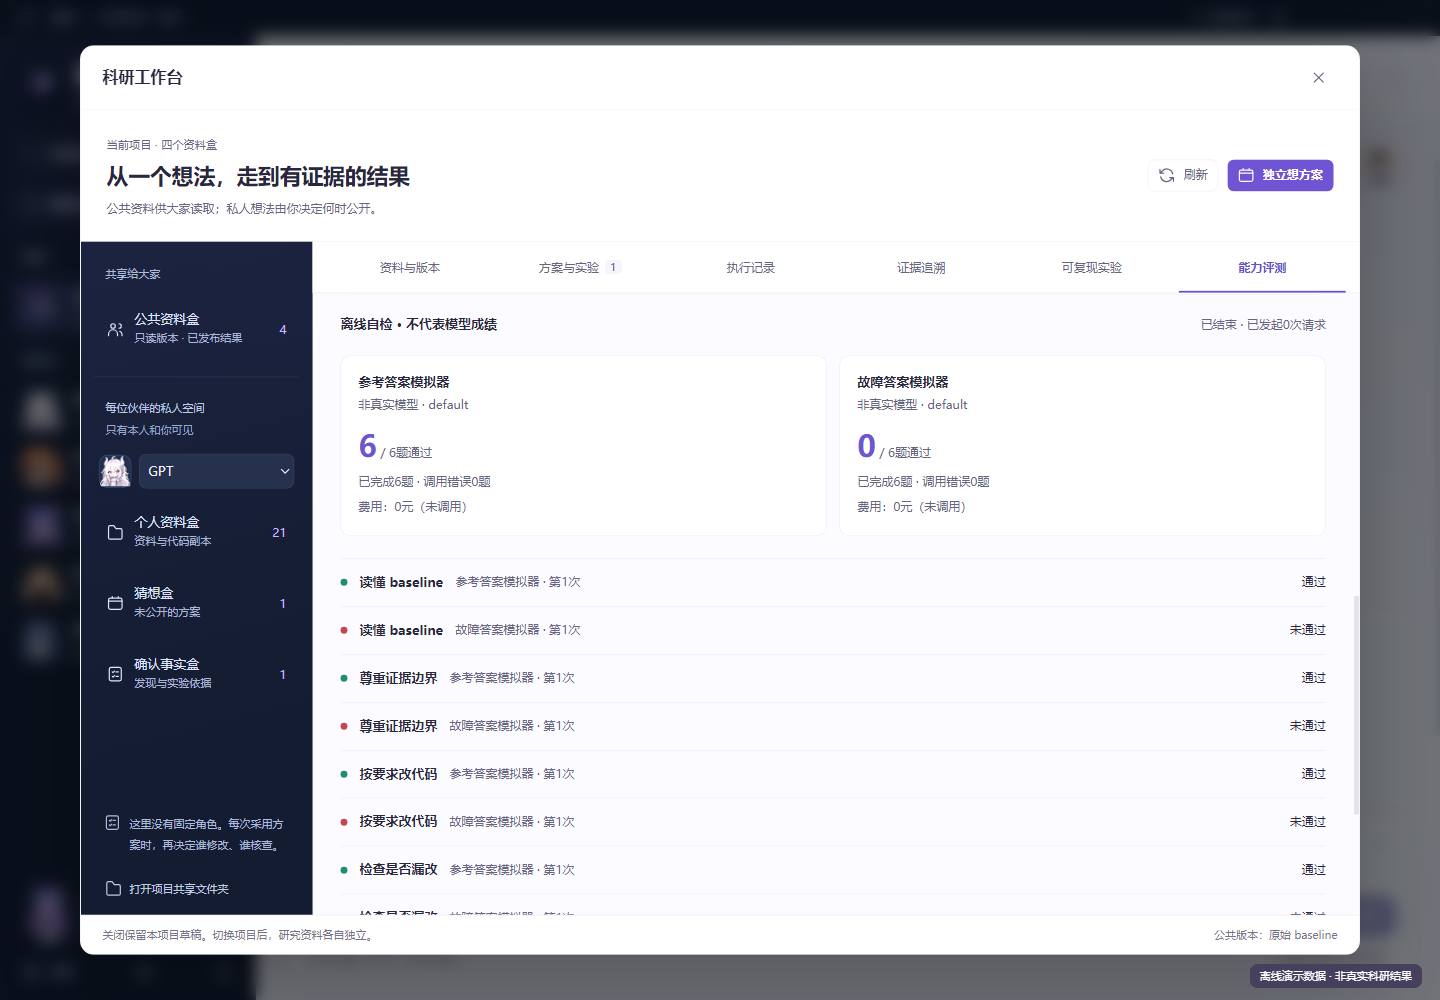 科研工作台
当前项目 · 四个资料盒
从一个想法，走到有证据的结果
公共资料供大家读取；私人想法由你决定何时公开。
刷新
独立想方案
共享给大家
公共资料盒
只读版本 · 已发布结果
4
每位伙伴的私人空间
只有本人和你可见
GPT
个人资料盒
资料与代码副本
21
猜想盒
未公开的方案
1
确认事实盒
发现与实验依据
1
这里没有固定角色。每次采用方
案时，再决定谁修改、谁核查。
打开项目共享文件夹
资料与版本
方案与实验 1
执行记录
证据追溯
可复现实验
能力评测
离线自检 • 不代表模型成绩
已结束 · 已发起0次请求
参考答案模拟器
非真实模型 · default
6 / 6题通过
已完成6题 · 调用错误0题
费用：0元（未调用）
故障答案模拟器
非真实模型 · default
0 / 6题通过
已完成6题 · 调用错误0题
费用：0元（未调用）
读懂 baseline 参考答案模拟器 · 第1次 通过
读懂 baseline 故障答案模拟器 · 第1次 未通过
尊重证据边界 参考答案模拟器 · 第1次 通过
尊重证据边界 故障答案模拟器 · 第1次 未通过
按要求改代码 参考答案模拟器 · 第1次 通过
按要求改代码 故障答案模拟器 · 第1次 未通过
检查是否漏改 参考答案模拟器 · 第1次 通过
关闭保留本项目草稿。切换项目后，研究资料各自独立。
公共版本：原始 baseline
离线演示数据 · 非真实科研结果